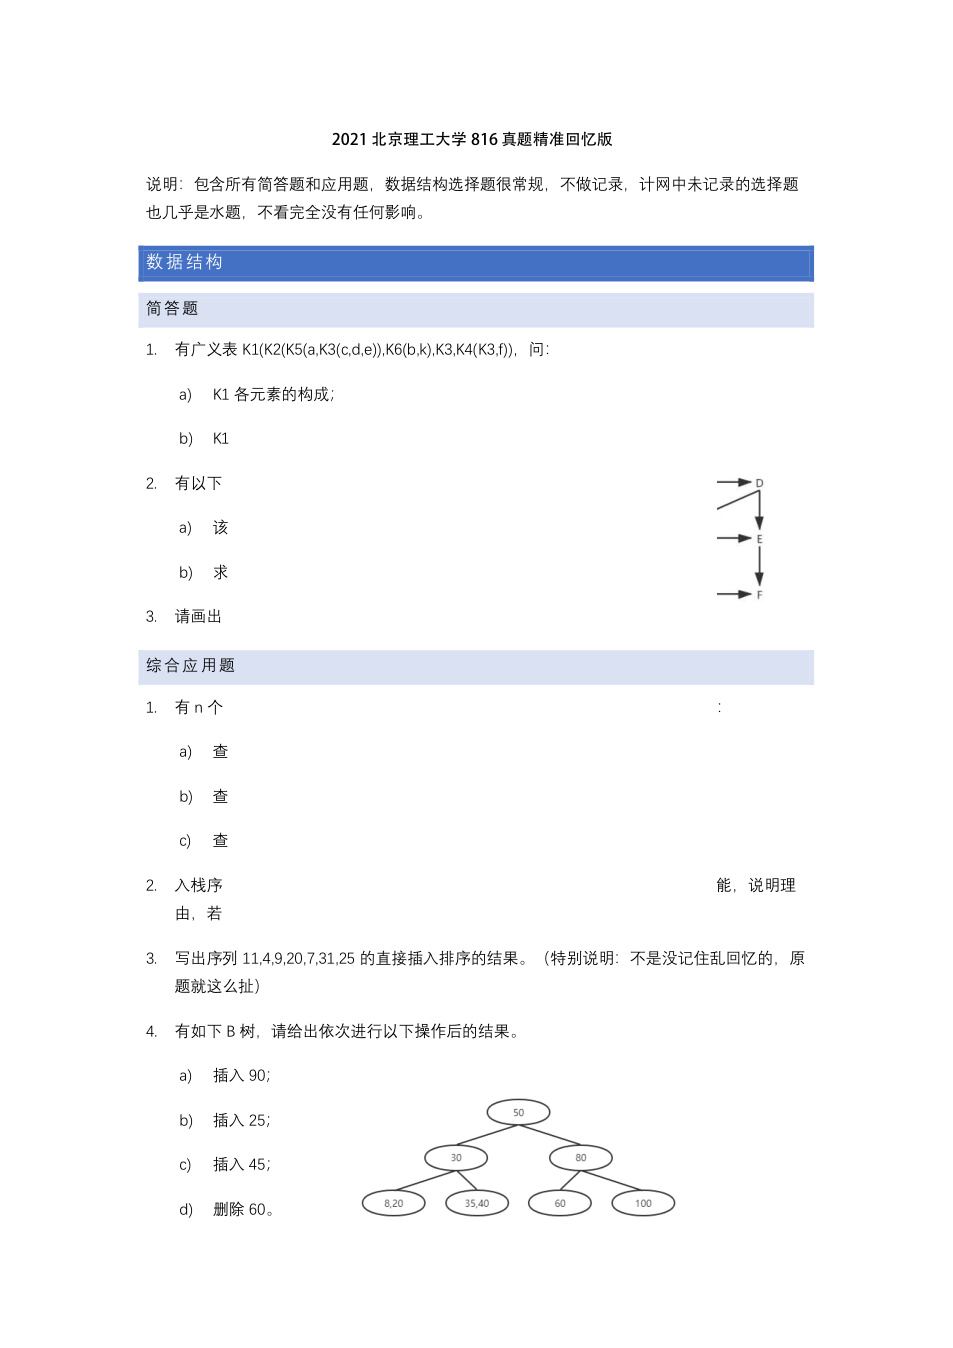 2021 北京理工大学 816 真题精准回忆版
说明：包含所有简答题和应用题，数据结构选择题很常规，不做记录，计网中未记录的选择题
也几乎是水题，不看完全没有任何影响。
数据结构
简答题
1. 有广义表 K1(K2(K5(a,K3(c,d,e)),K6(b,k),K3,K4(K3,f))，问：
a) K1 各元素的构成；
b) K1
2. 有以下
D
a) 该
E
b) 求
F
3. 请画出
综合应用题
1. 有 n 个 ：
a) 查
b) 查
c) 查
2. 入栈序 能，说明理
由，若
3. 写出序列 11,4,9,20,7,31,25 的直接插入排序的结果。（特别说明：不是没记住乱回忆的，原
题就这么扯）
4. 有如下 B 树，请给出依次进行以下操作后的结果。
a) 插入 90；
b) 插入 25；
c) 插入 45；
d) 删除 60。
50
30 80
8,20 35,40 60 100